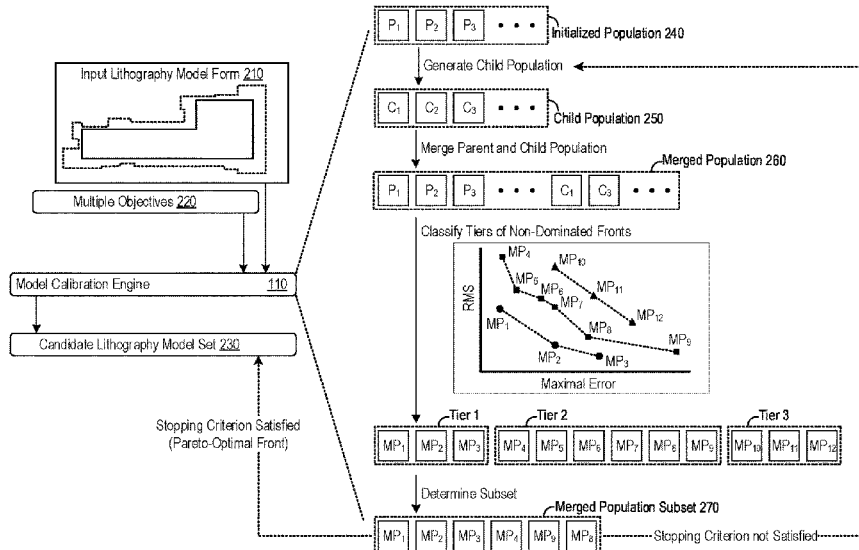 Input Lithography Model Form 210
Multiple Objectives 220
Model Calibration Engine 110
Candidate Lithography Model Set 230
Stopping Criterion Satisfied
(Pareto-Optimal Front)
P1 P2 P3 • • •
Initialized Population 240
Generate Child Population
C1 C2 C3 • • •
Child Population 250
Merge Parent and Child Population
Merged Population 260
P1 P2 P3 • • • C1 C3 • • •
Classify Tiers of Non-Dominated Fronts
RMS
MP4
MP10
MP5
MP6
MP7
MP11
MP1
MP8
MP12
MP9
MP2
MP3
Maximal Error
Tier 1
Tier 2
Tier 3
MP1 MP2 MP3 MP4 MP5 MP6 MP7 MP8 MP9 MP10 MP11 MP12
Determine Subset
Merged Population Subset 270
MP1 MP2 MP3 MP4 MP9 MP8
Stopping Criterion not Satisfied